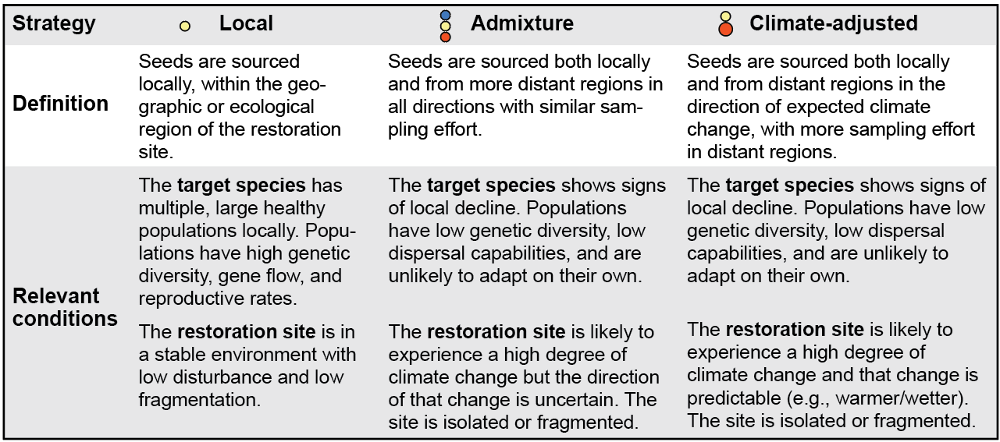 Strategy
Local
Admixture
Climate-adjusted
Definition
Seeds are sourced
locally, within the geo-
graphic or ecological
region of the restoration
site.
Seeds are sourced both locally
and from more distant regions in
all directions with similar sam-
pling effort.
Seeds are sourced both locally
and from distant regions in the
direction of expected climate
change, with more sampling effort
in distant regions.
Relevant
conditions
The target species has
multiple, large healthy
populations locally. Popu-
lations have high genetic
diversity, gene flow, and
reproductive rates.
The restoration site is in
a stable environment with
low disturbance and low
fragmentation.
The target species shows signs
of local decline. Populations
have low genetic diversity, low
dispersal capabilities, and are
unlikely to adapt on their own.
The restoration site is likely to
experience a high degree of
climate change but the direction
of that change is uncertain. The
site is isolated or fragmented.
The target species shows signs of
local decline. Populations have low
genetic diversity, low dispersal
capabilities, and are unlikely to
adapt on their own.
The restoration site is likely to
experience a high degree of
climate change and that change is
predictable (e.g., warmer/wetter).
The site is isolated or fragmented.